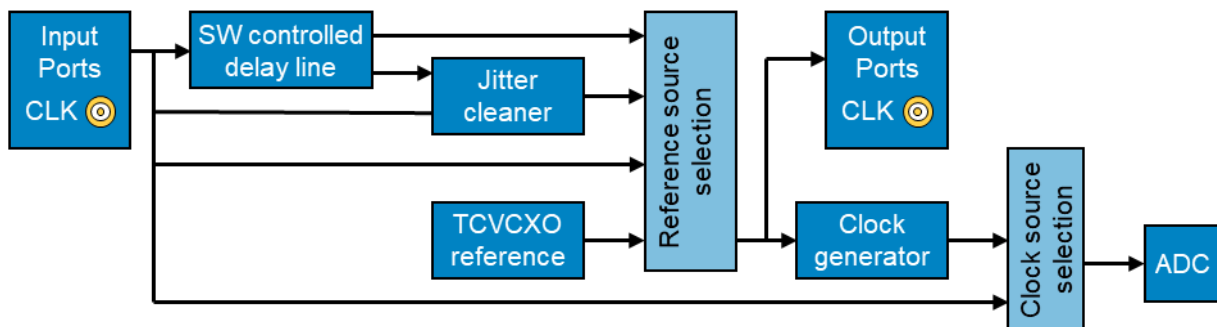 Input
Ports
CLK
SW controlled
delay line
Jitter
cleaner
TCVCXO
reference
Reference source
selection
Output
Ports
CLK
Clock
generator
Clock source
selection
ADC